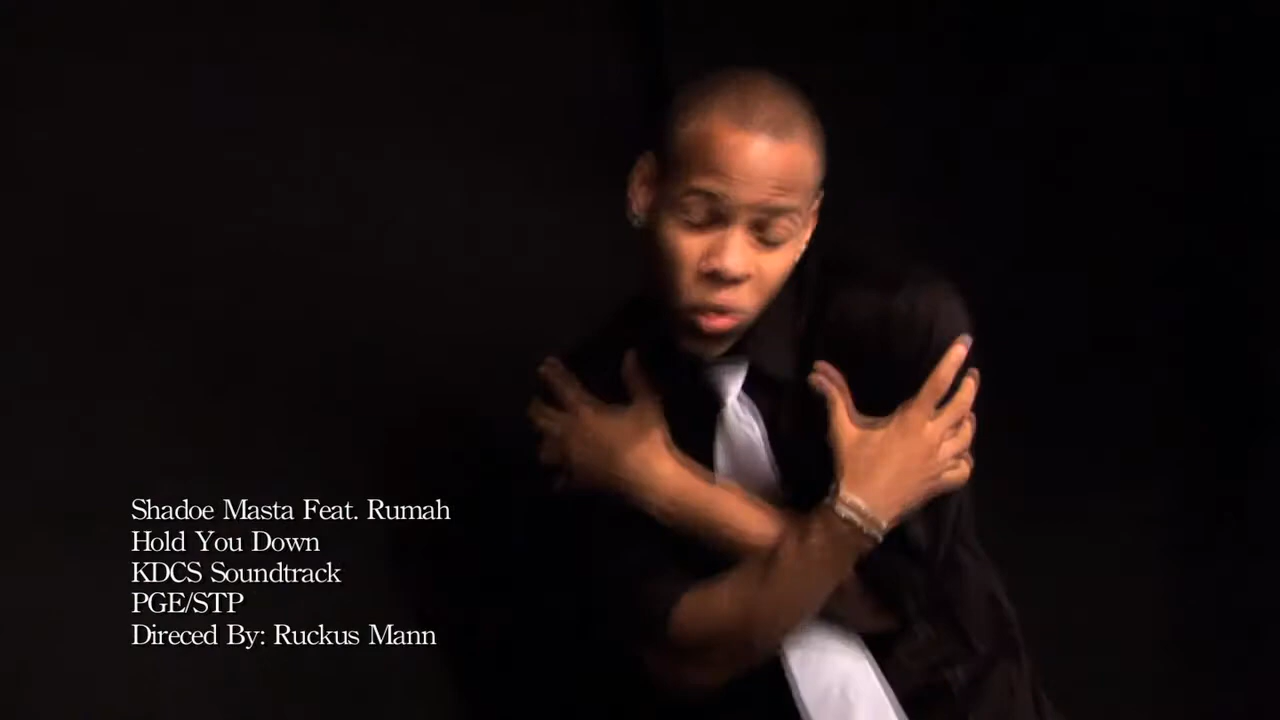 Shadoe Masta Feat. Rumah
Hold You Down
KDCS Soundtrack
PGE/STP
Direced By: Ruckus Mann